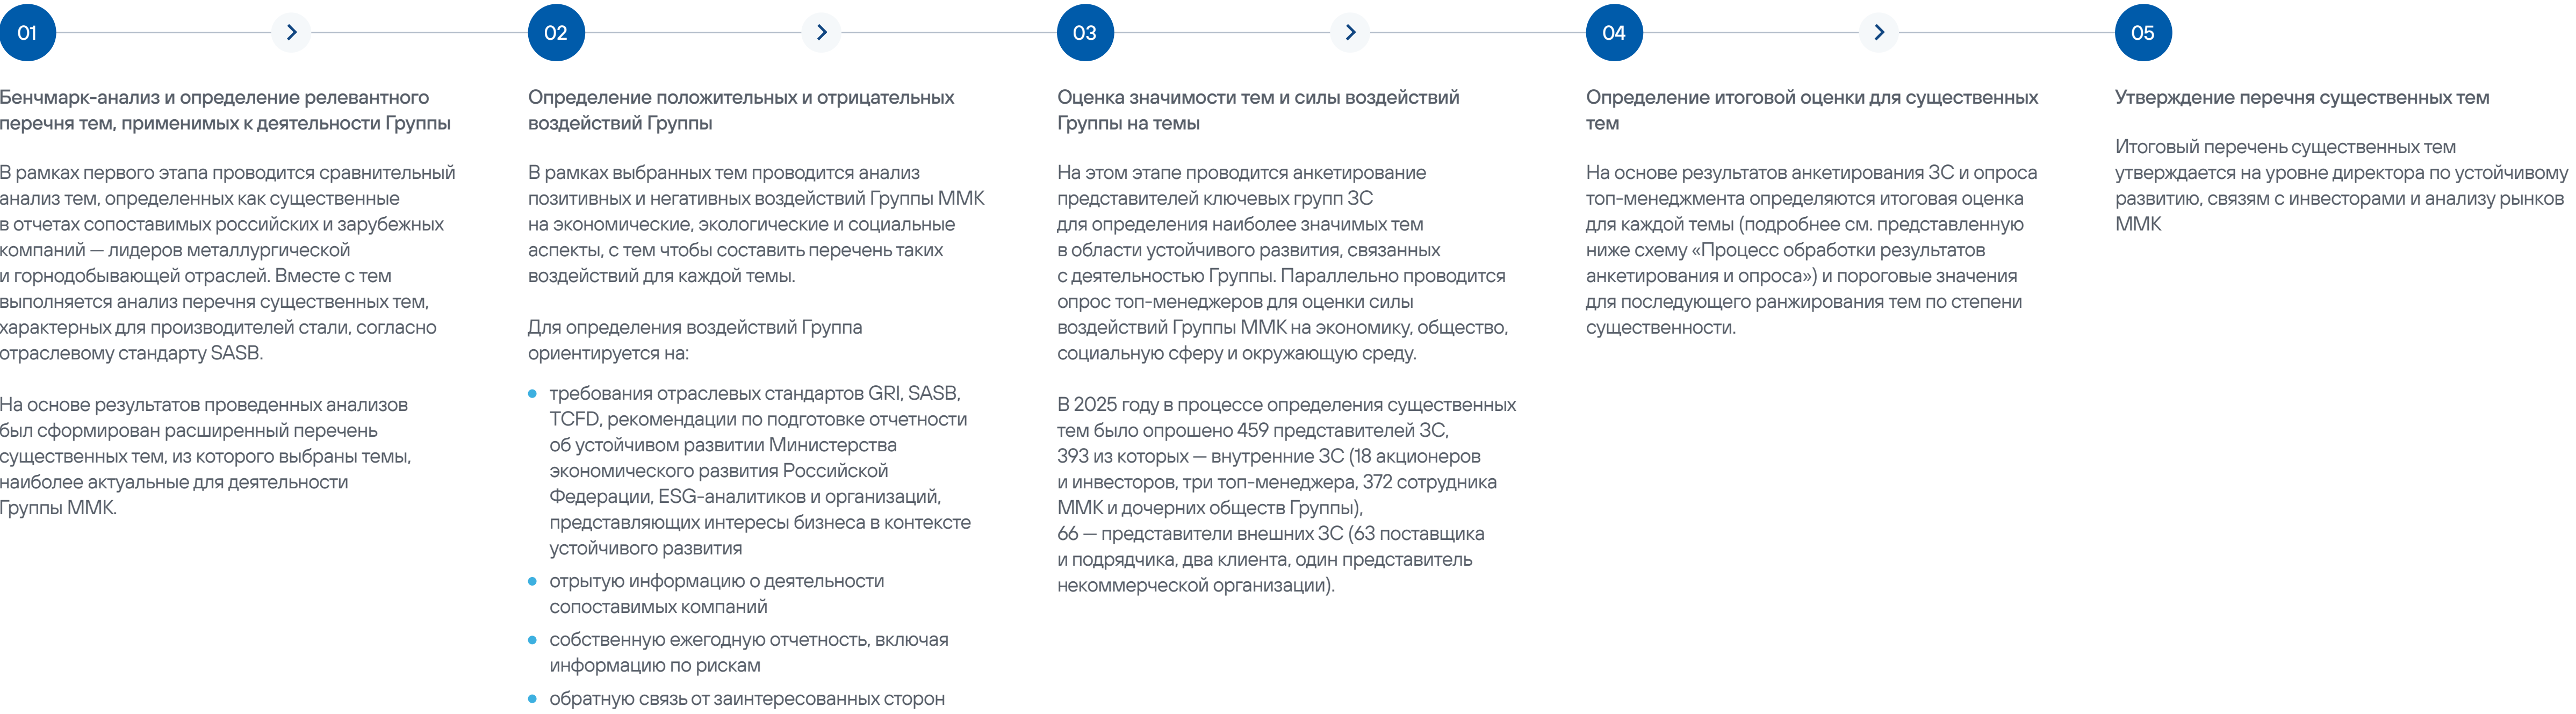 01
Бенчмарк-анализ и определение релевантного
перечня тем, применимых к деятельности Группы
В рамках первого этапа проводится сравнительный
анализ тем, определенных как существенные
в отчетах сопоставимых российских и зарубежных
компаний — лидеров металлургической
и горнодобывающей отраслей. Вместе с тем
выполняется анализ перечня существенных тем,
характерных для производителей стали, согласно
отраслевому стандарту SASB.
На основе результатов проведенных анализов
был сформирован расширенный перечень
существенных тем, из которого выбраны темы,
наиболее актуальные для деятельности
Группы ММК.
02
Определение положительных и отрицательных
воздействий Группы
В рамках выбранных тем проводится анализ
позитивных и негативных воздействий Группы ММК
на экономические, экологические и социальные
аспекты, с тем чтобы составить перечень таких
воздействий для каждой темы.
Для определения воздействий Группа
ориентируется на:
требования отраслевых стандартов GRI, SASB,
TCFD, рекомендации по подготовке отчетности
об устойчивом развитии Министерства
экономического развития Российской
Федерации, ESG-аналитиков и организаций,
представляющих интересы бизнеса в контексте
устойчивого развития
отрытую информацию о деятельности
сопоставимых компаний
собственную ежегодную отчетность, включая
информацию по рискам
обратную связь от заинтересованных сторон
03
Оценка значимости тем и силы воздействий
Группы на темы
На этом этапе проводится анкетирование
представителей ключевых групп ЗС
для определения наиболее значимых тем
в области устойчивого развития, связанных
с деятельностью Группы. Параллельно проводится
опрос топ-менеджеров для оценки силы
воздействий Группы ММК на экономику, общество,
социальную сферу и окружающую среду.
В 2025 году в процессе определения существенных
тем было опрошено 459 представителей ЗС,
393 из которых — внутренние ЗС (18 акционеров
и инвесторов, три топ-менеджера, 372 сотрудника
ММК и дочерних обществ Группы),
66 — представители внешних ЗС (63 поставщика
и подрядчика, два клиента, один представитель
некоммерческой организации).
04
Определение итоговой оценки для существенных
тем
На основе результатов анкетирования ЗС и опроса
топ-менеджмента определяются итоговая оценка
для каждой темы (подробнее см. представленную
ниже схему «Процесс обработки результатов
анкетирования и опроса») и пороговые значения
для последующего ранжирования тем по степени
существенности.
05
Утверждение перечня существенных тем
Итоговый перечень существенных тем
утверждается на уровне директора по устойчивому
развитию, связям с инвесторами и анализу рынков
ММК